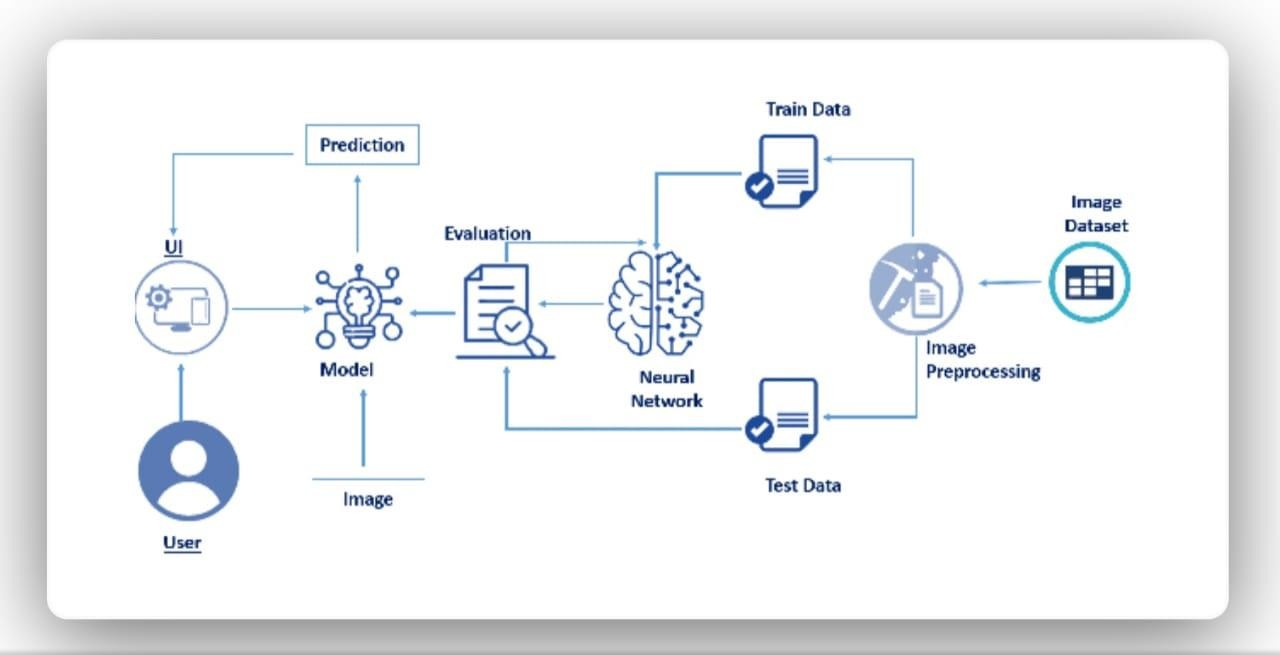 Train Data
Prediction
Image
Dataset
Evaluation
UI
Image
Preprocessing
Model
Neural
Network
Test Data
Image
User